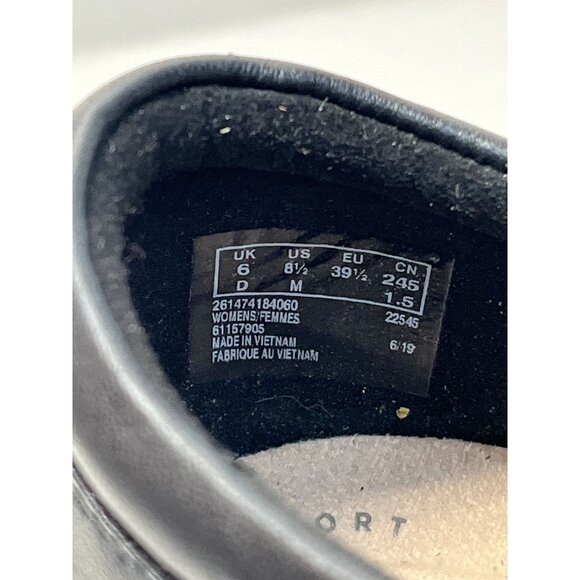 UK US EU CN
6 8½ 39½ 245
D M 1.5
261474184060
WOMENS/FEMMES 22545
61157905
MADE IN VIETNAM 6/19
FABRIQUE AU VIETNAM
ORT